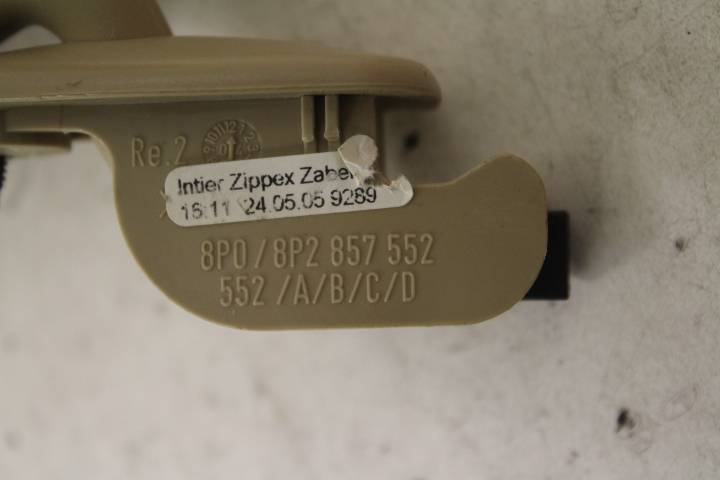 Re.2
Intier Zippex Zaber
16:11 24.05.05 9289
8P0/8P2 857 552
552 /A/B/C/D